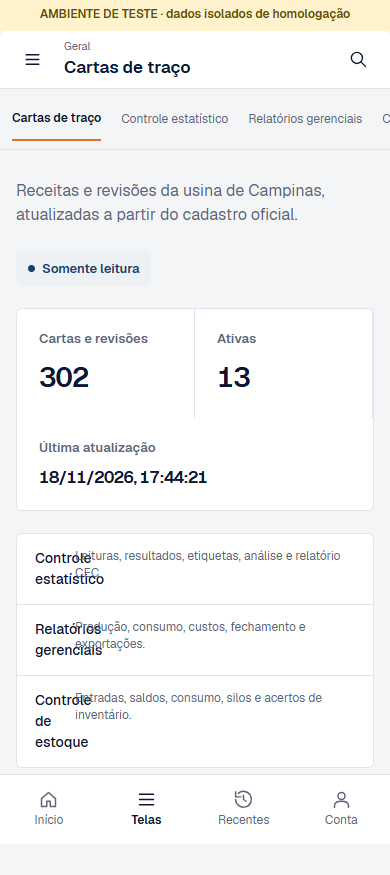 AMBIENTE DE TESTE · dados isolados de homologação
Geral
Cartas de traço
Cartas de traço Controle estatístico Relatórios gerenciais C
Receitas e revisões da usina de Campinas,
atualizadas a partir do cadastro oficial.
Somente leitura
Cartas e revisões
302
Ativas
13
Última atualização
18/11/2026, 17:44:21
Controle
estatístico
Leituras, resultados, etiquetas, análise e relatório
CEC.
Relatórios
gerenciais
Produção, consumo, custos, fechamento e
exportações.
Controle
de
estoque
Entradas, saldos, consumo, silos e acertos de
inventário.
Início Telas Recentes Conta